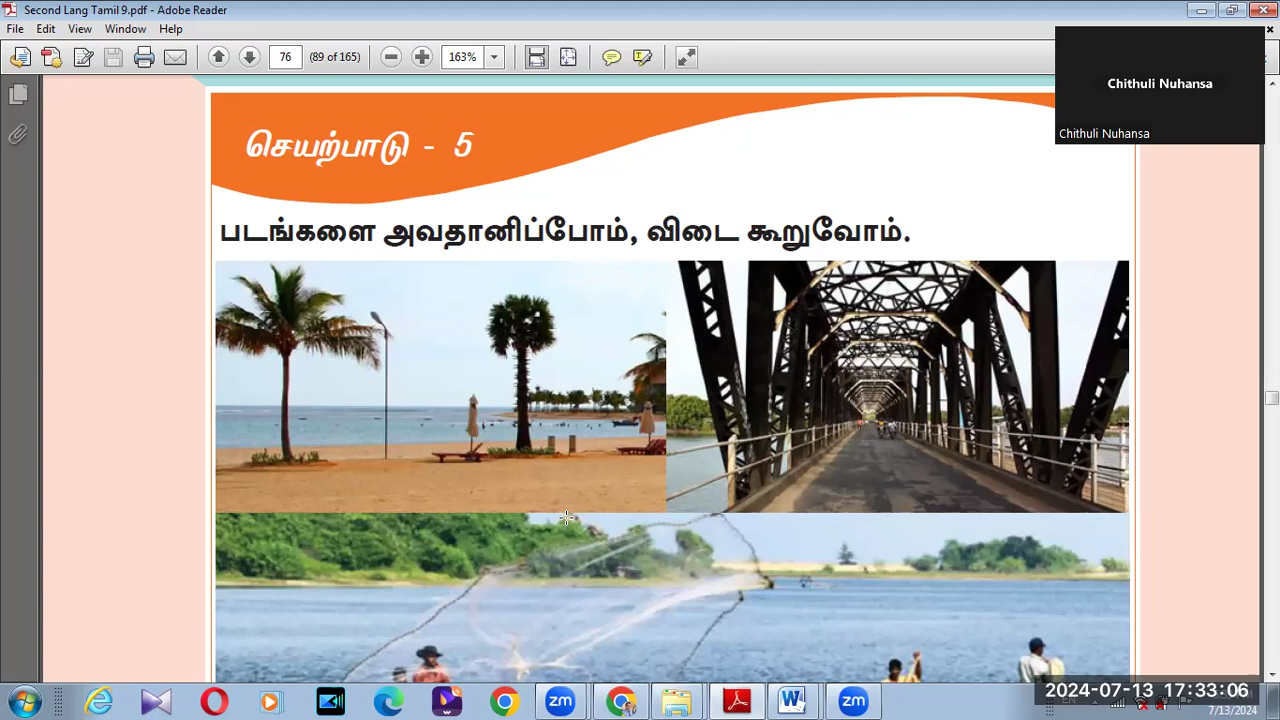 Second Lang Tamil 9.pdf - Adobe Reader
File Edit View Window Help
76 (89 of 165) 163%
Chithuli Nuhansa
Chithuli Nuhansa
செயற்பாடு - 5
படங்களை அவதானிப்போம், விடை கூறுவோம்.
2024-07-13 17:33:06
7/13/2024